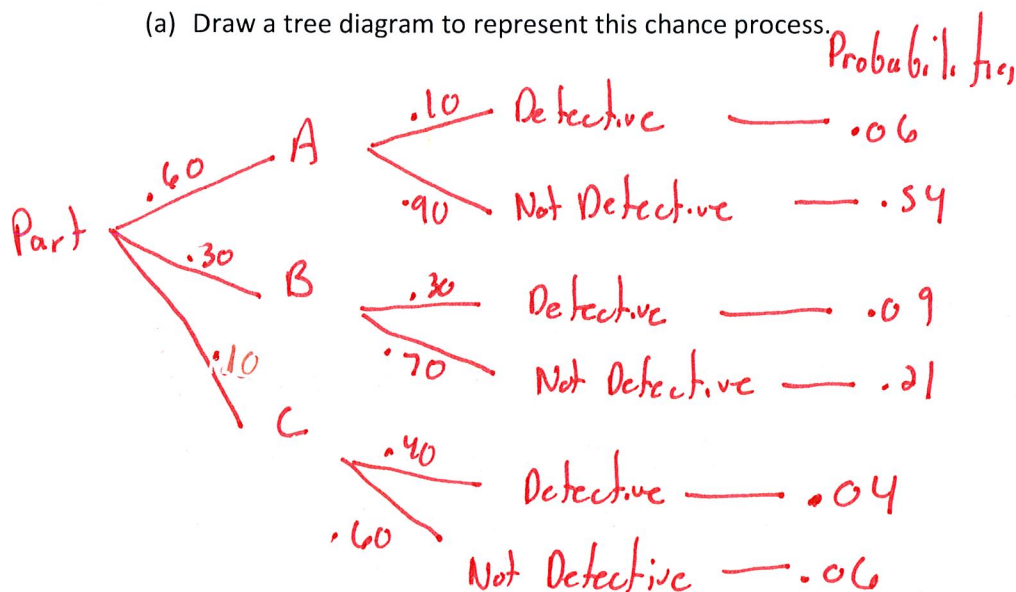 (a) Draw a tree diagram to represent this chance process.
Probabilities
.10 Defective .06
.60 A
.90 Not Defective .54
Part
.30 B .30 Defective .09
.70 Not Defective .21
.10
C .40 Defective .04
.60 Not Defective .06